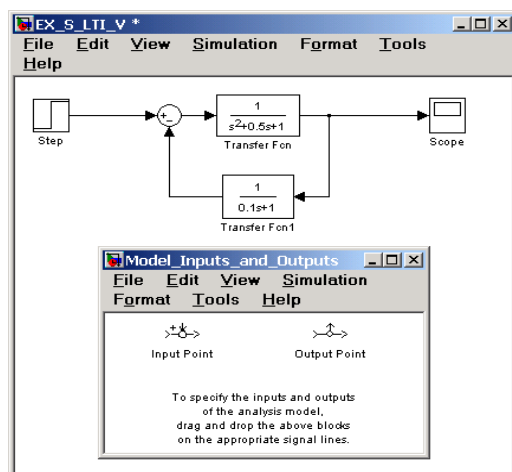 EX_S_LTI_V *
File Edit View Simulation Format Tools
Help
Step
+
-
1
s²+0.5s+1
Transfer Fcn
Scope
1
0.1s+1
Transfer Fcn1
Model_Inputs_and_Outputs
File Edit View Simulation
Format Tools Help
+
Input Point
Output Point
To specify the inputs and outputs
of the analysis model,
drag and drop the above blocks
on the appropriate signal lines.